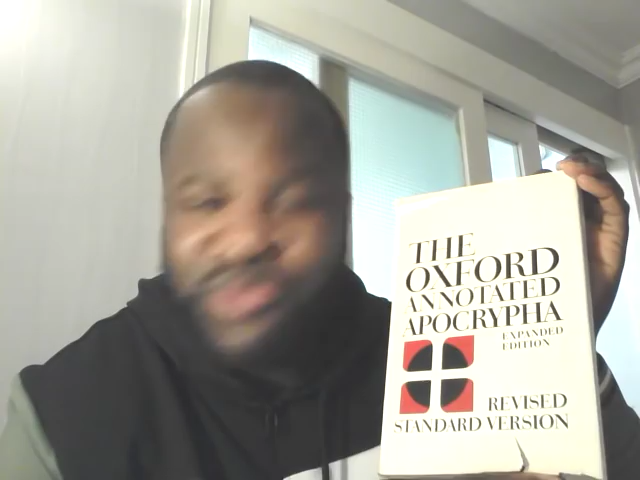 THE
OXFORD
ANNOTATED
APOCRYPHA
EXPANDED
EDITION
REVISED
STANDARD VERSION